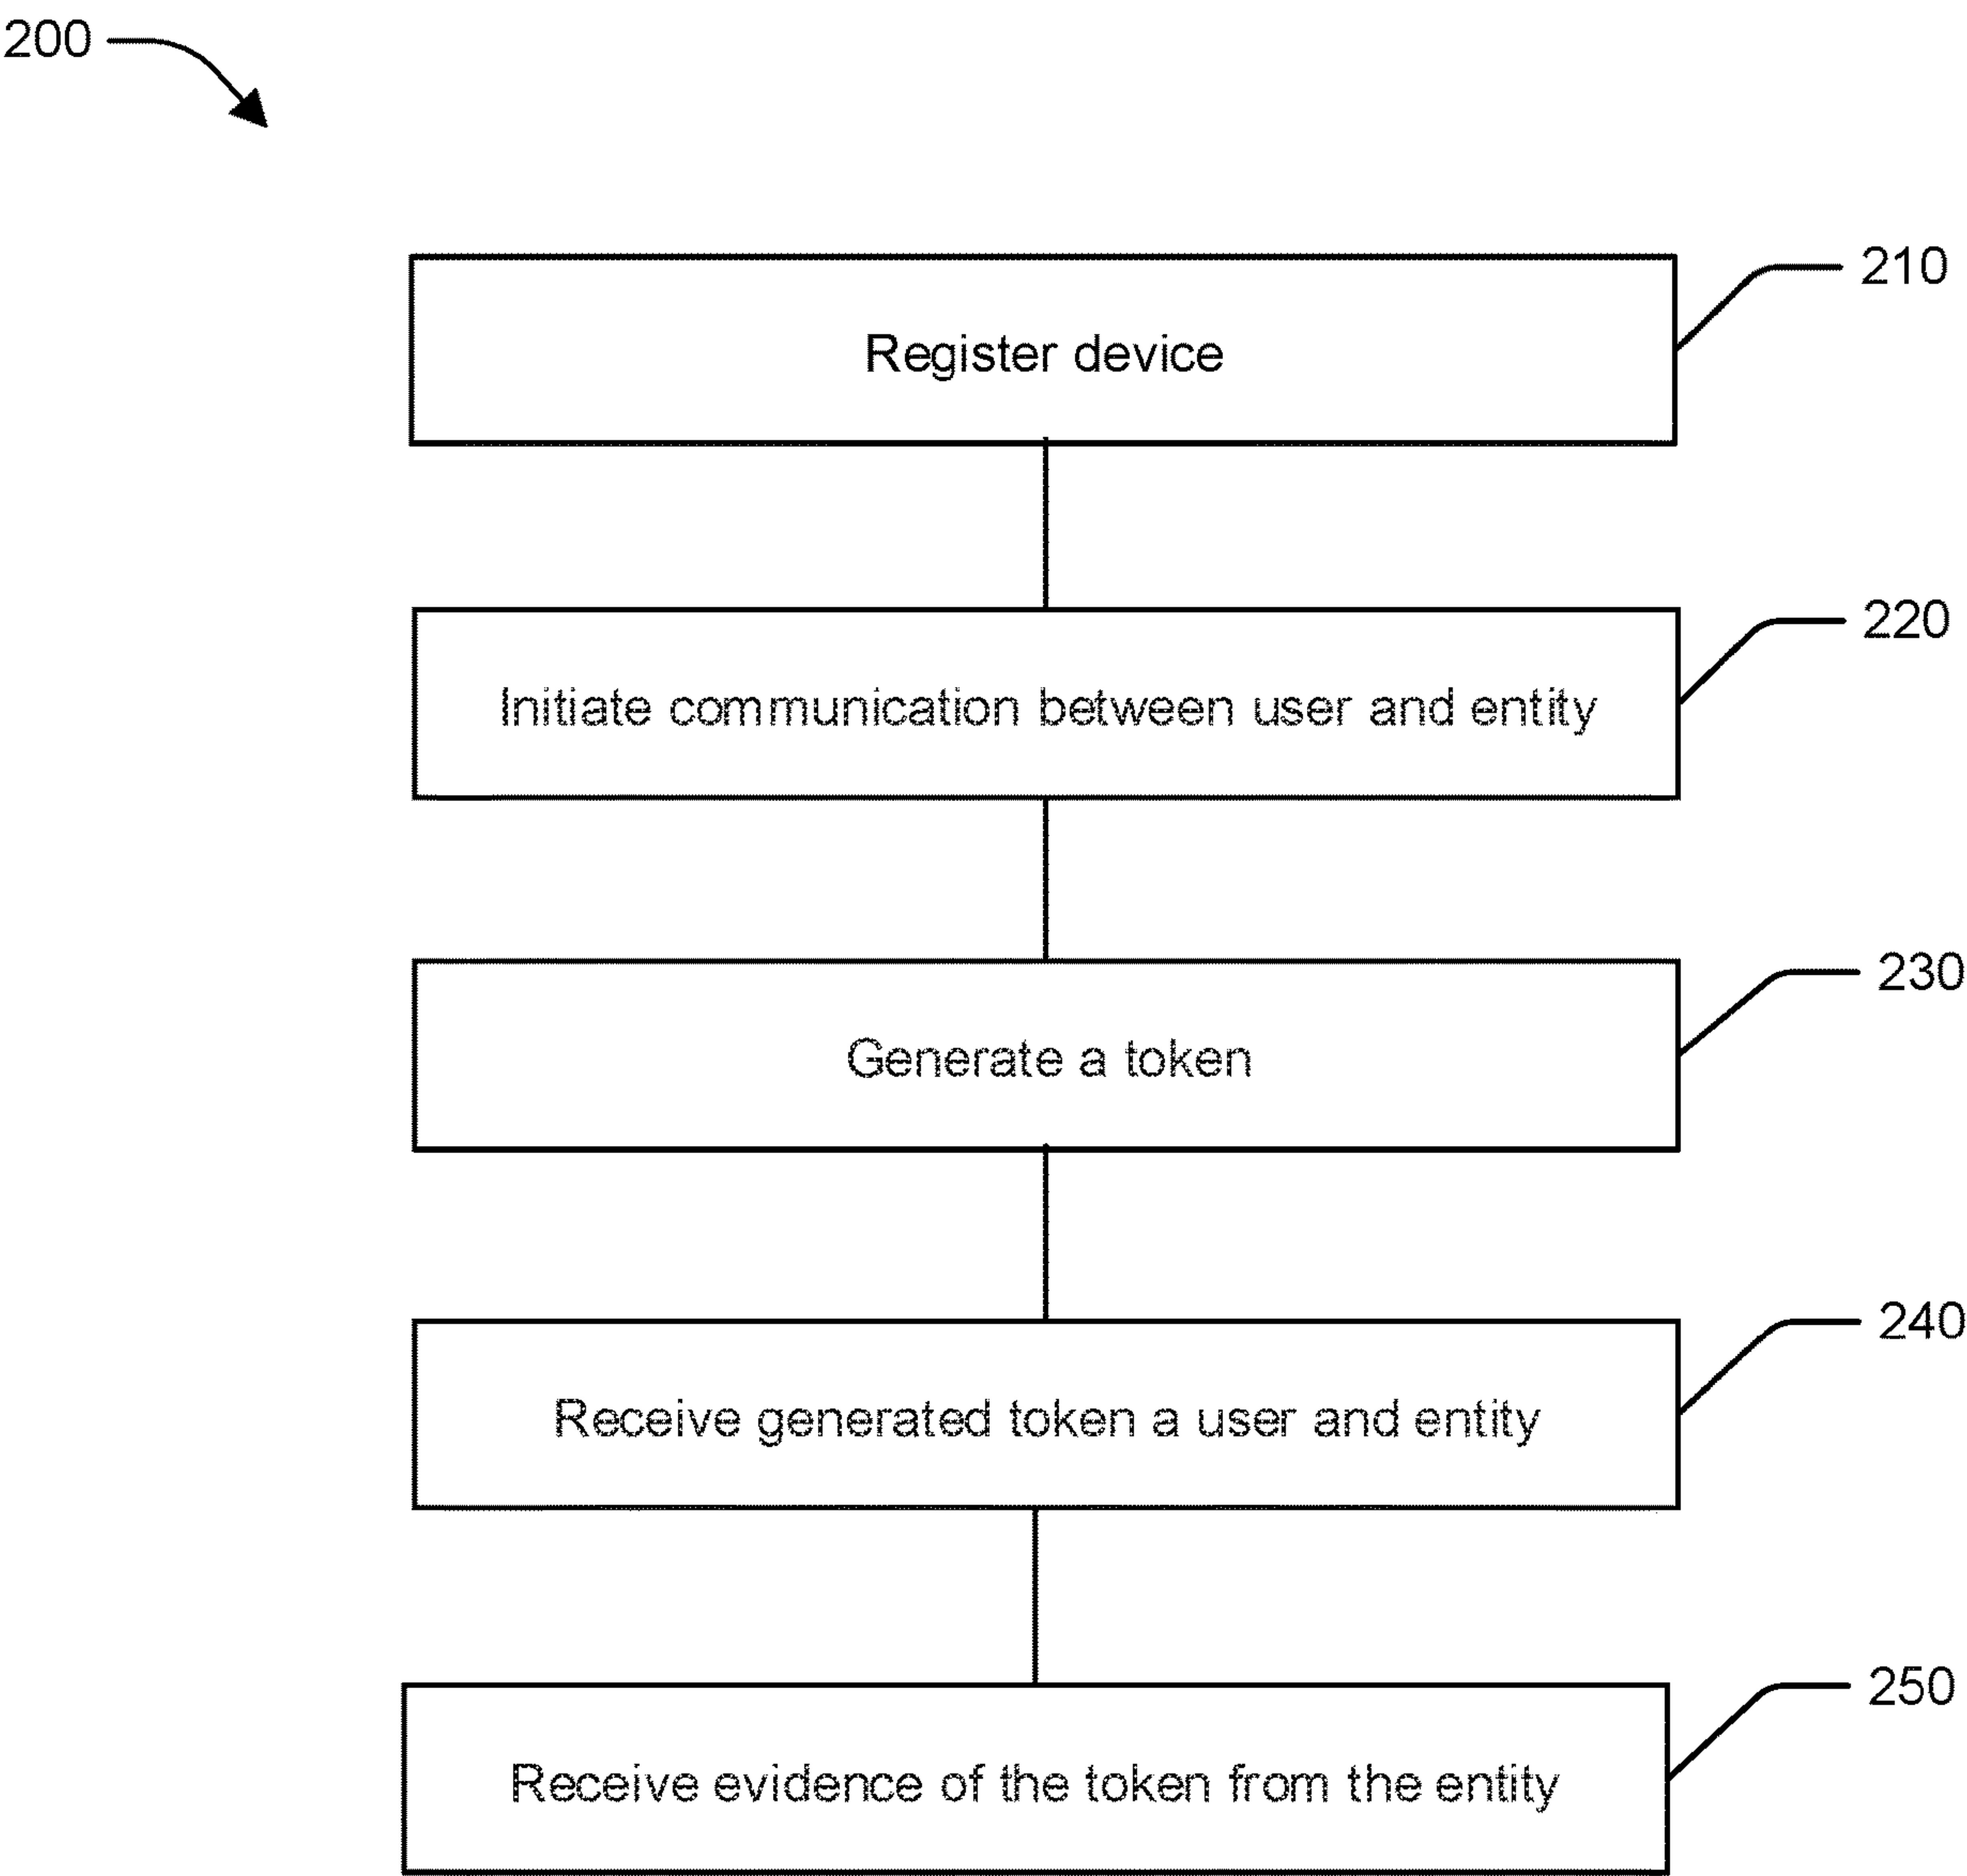 200
210
Register device
220
Initiate communication between user and entity
230
Generate a token
240
Receive generated token a user and entity
250
Receive evidence of the token from the entity